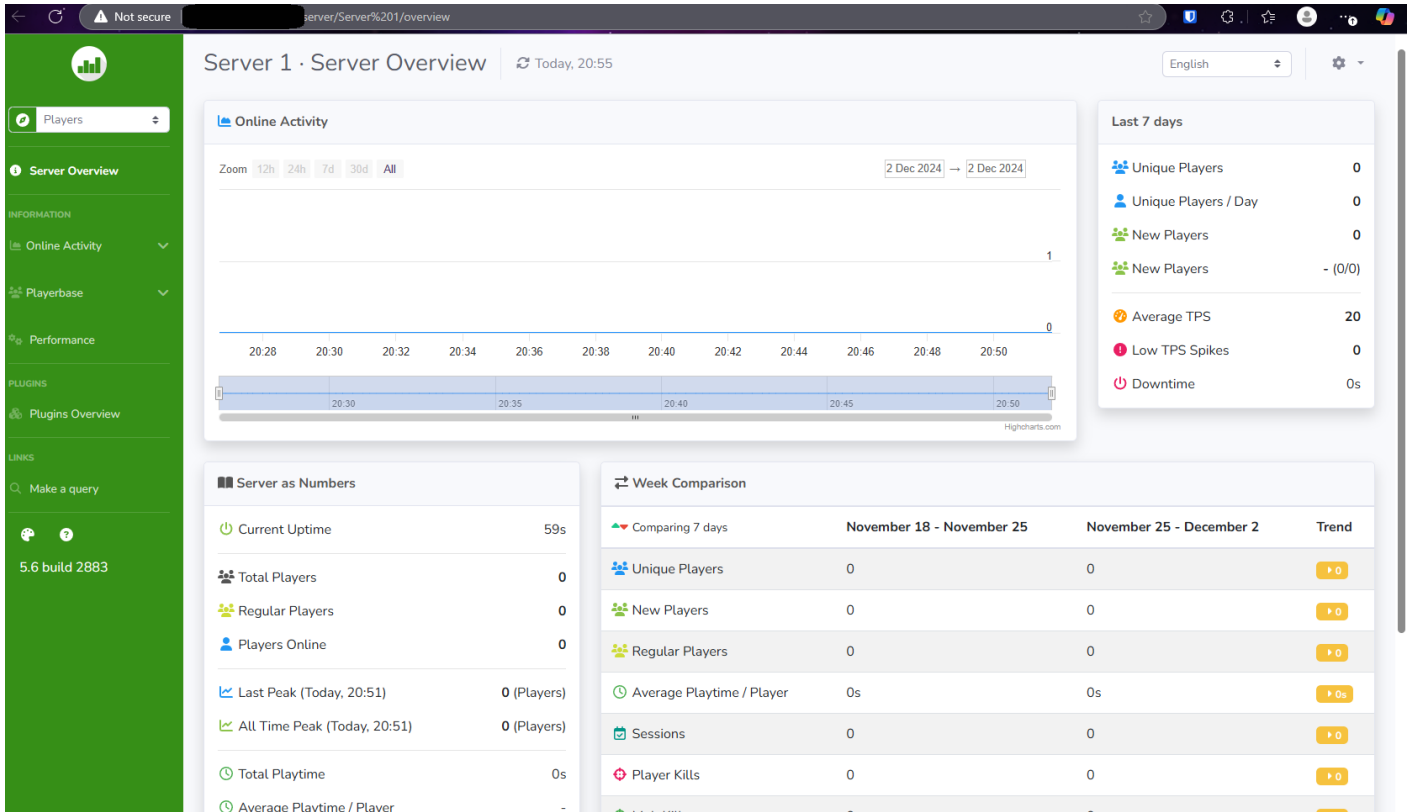 Not secure
server/Server%201/overview
Server 1 · Server Overview
Today, 20:55
English
Players
Server Overview
INFORMATION
Online Activity
Playerbase
Performance
PLUGINS
Plugins Overview
LINKS
Make a query
5.6 build 2883
Online Activity
Zoom 12h 24h 7d 30d All
2 Dec 2024 → 2 Dec 2024
1
0
20:28 20:30 20:32 20:34 20:36 20:38 20:40 20:42 20:44 20:46 20:48 20:50
20:30 20:35 20:40 20:45 20:50
Highcharts.com
Last 7 days
Unique Players 0
Unique Players / Day 0
New Players 0
New Players - (0/0)
Average TPS 20
Low TPS Spikes 0
Downtime 0s
Server as Numbers
Current Uptime 59s
Total Players 0
Regular Players 0
Players Online 0
Last Peak (Today, 20:51) 0 (Players)
All Time Peak (Today, 20:51) 0 (Players)
Total Playtime 0s
Average Playtime / Player -
Week Comparison
Comparing 7 days November 18 - November 25 November 25 - December 2 Trend
Unique Players 0 0 0
New Players 0 0 0
Regular Players 0 0 0
Average Playtime / Player 0s 0s 0s
Sessions 0 0 0
Player Kills 0 0 0